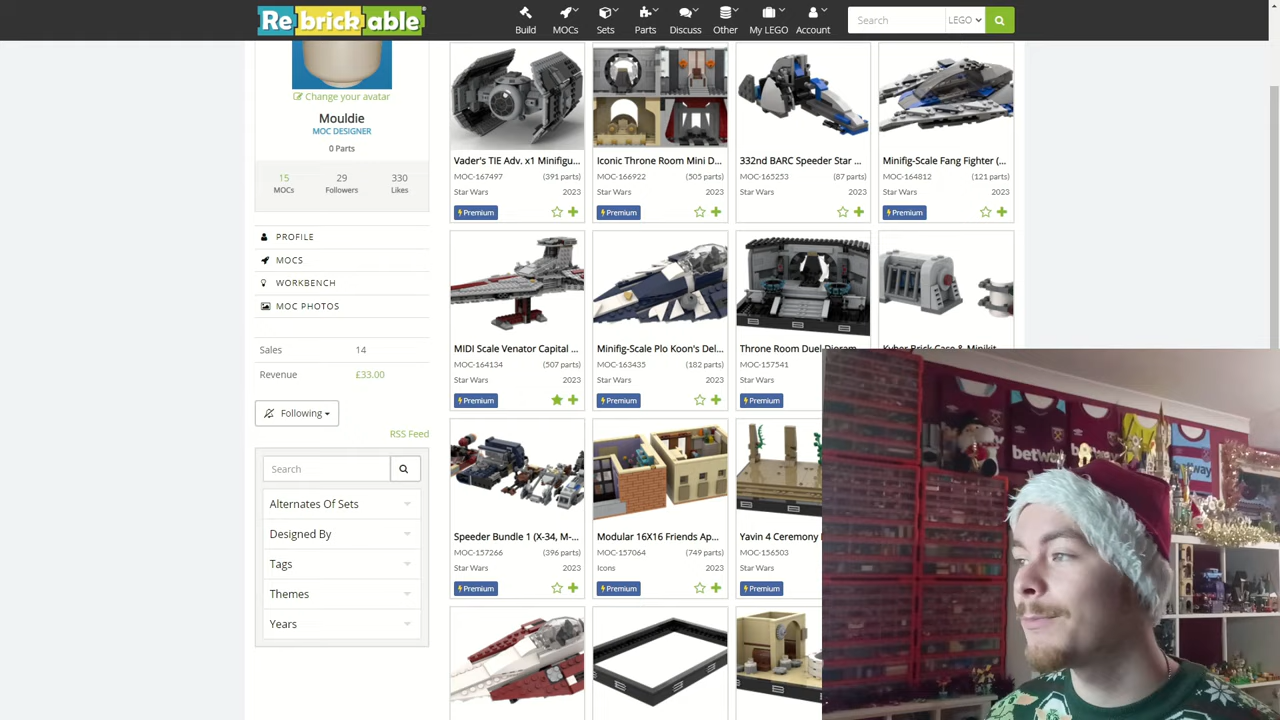 Rebrickable
Build
MOCs
Sets
Parts
Discuss
Other
My LEGO
Account
Search
LEGO
Change your avatar
Mouldie
MOC DESIGNER
0 Parts
15 29 330
MOCs Followers Likes
PROFILE
MOCS
WORKBENCH
MOC PHOTOS
Sales 14
Revenue £33.00
Following
RSS Feed
Search
Alternates Of Sets
Designed By
Tags
Themes
Years
Vader's TIE Adv. x1 Minifigu...
MOC-167497 (391 parts)
Star Wars 2023
Premium
Iconic Throne Room Mini D...
MOC-166922 (505 parts)
Star Wars 2023
Premium
332nd BARC Speeder Star ...
MOC-165253 (87 parts)
Star Wars 2023
Minifig-Scale Fang Fighter (...
MOC-164812 (121 parts)
Star Wars 2023
Premium
MIDI Scale Venator Capital ...
MOC-164134 (507 parts)
Star Wars 2023
Premium
Minifig-Scale Plo Koon's Del...
MOC-163435 (182 parts)
Star Wars 2023
Premium
Throne Room Duel Dioram
MOC-157541
Star Wars
Premium
Kyber Brick Case & Minikit
Speeder Bundle 1 (X-34, M-...
MOC-157266 (396 parts)
Star Wars 2023
Premium
Modular 16X16 Friends Ap...
MOC-157064 (749 parts)
Icons 2023
Premium
Yavin 4 Ceremony
MOC-156503
Star Wars
Premium
betw
betway